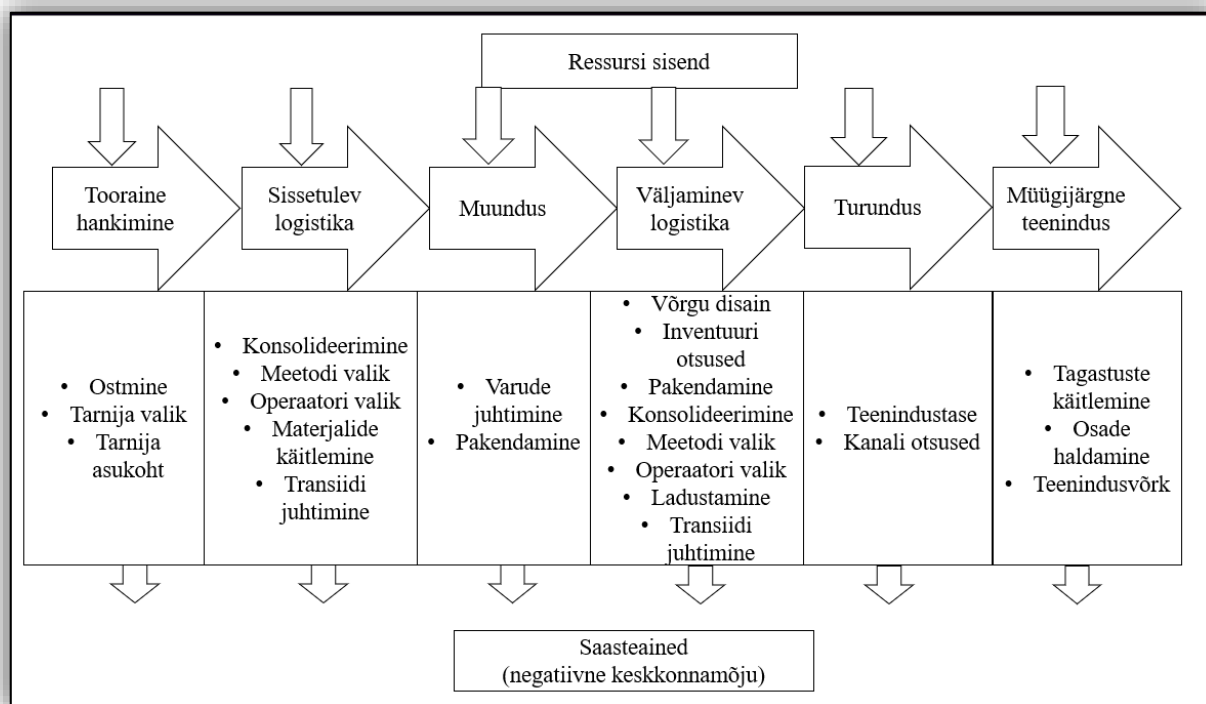 Ressursi sisend
Tooraine
hankimine
Sissetulev
logistika
Muundus
Väljaminev
logistika
Turundus
Müügijärgne
teenindus
• Ostmine
• Tarnija valik
• Tarnija
asukoht
• Konsolideerimine
• Meetodi valik
• Operaatori valik
• Materjalide
käitlemine
• Transiidi
juhtimine
• Varude
juhtimine
• Pakendamine
• Võrgu disain
• Inventuuri
otsused
• Pakendamine
• Konsolideerimine
• Meetodi valik
• Operaatori valik
• Ladustamine
• Transiidi
juhtimine
• Teenindustase
• Kanali otsused
• Tagastuste
käitlemine
• Osade
haldamine
• Teenindusvõrk
Saasteained
(negatiivne keskkonnamõju)